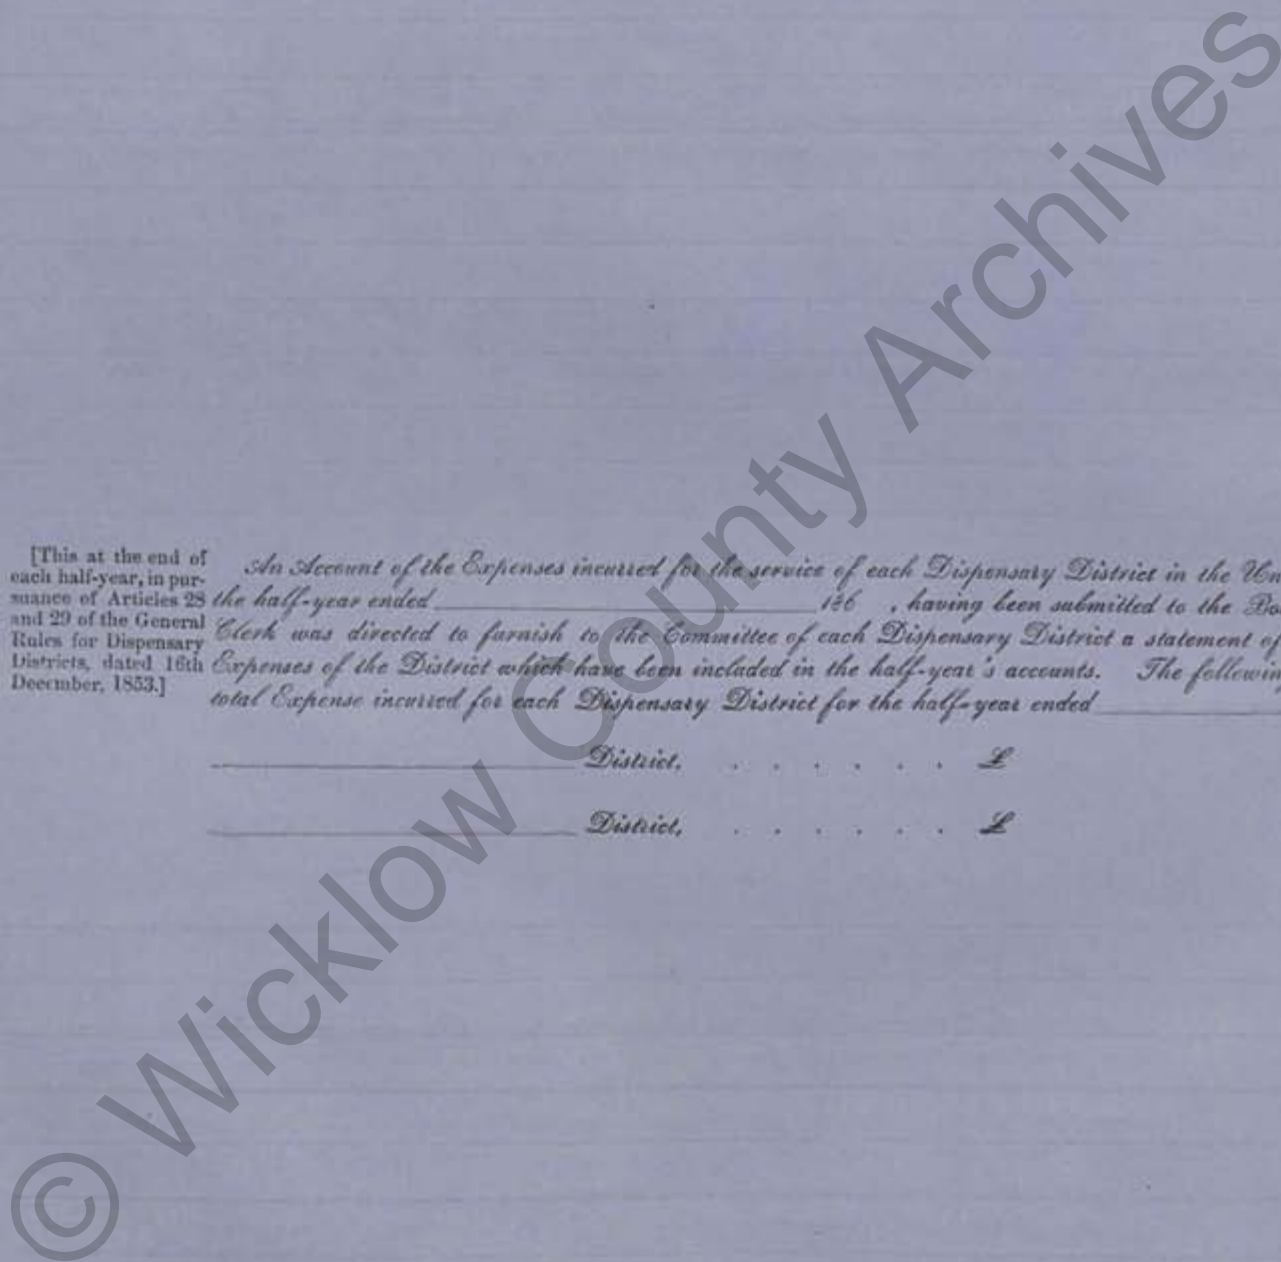 [This at the end of
each half-year, in pur-
suance of Articles 28
and 29 of the General
Rules for Dispensary
Districts, dated 16th
December, 1853.]
An Account of the Expenses incurred for the service of each Dispensary District in the Un
the half-year ended 186 , having been submitted to the Bo
Clerk was directed to furnish to the Committee of each Dispensary District a statement of
Expenses of the District which have been included in the half-year's accounts. The followin
total Expense incurred for each Dispensary District for the half-year ended
District, . . . . . . £
District, . . . . . . £
© Wicklow County Archives